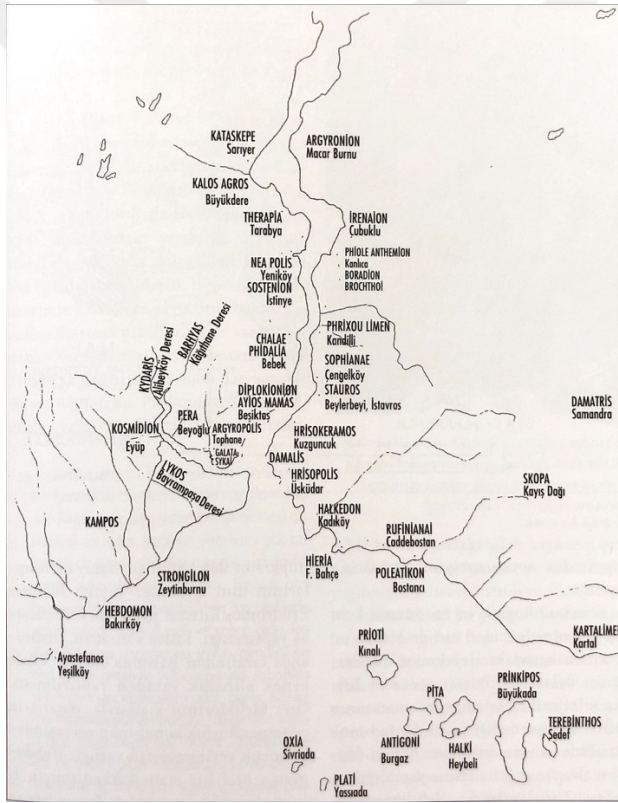 KATASKEPE
Sarıyer
ARGYRONİON
Macar Burnu
KALOS AGROS
Büyükdere
THERAPİA
Tarabya
İRENAİON
Çubuklu
NEA POLİS
Yeniköy
SOSTENİON
İstinye
PHİOLE ANTHEMİON
Kanlıca
BORADİON
BROCHTHOİ
PHRİXOU LİMEN
Kandilli
CHALAE
PHİDALİA
Bebek
SOPHİANAE
Çengelköy
STAUROS
Beylerbeyi, İstavros
KYDARİS
Alibeyköy Deresi
BARHYAS
Kâğıthane Deresi
DİPLOKİONİON
AYİOS MAMAS
Beşiktaş
DAMATRİS
Samandra
KOSMİDİON
Eyüp
PERA
Beyoğlu
ARGYROPOLİS
Tophane
GALATA
SYKAİ
HRİSOKERAMOS
Kuzguncuk
DAMALİS
HRİSOPOLİS
Üsküdar
LYKOS
Bayrampaşa Deresi
SKOPA
Kayış Dağı
KAMPOS
HALKEDON
Kadıköy
RUFİNİANAİ
Caddebostan
STRONGİLON
Zeytinburnu
HİERİA
F. Bahçe
POLEATİKON
Bostancı
HEBDOMON
Bakırköy
KARTALİMEN
Kartal
Ayastefanos
Yeşilköy
PRİOTİ
Kınalı
PİTA
PRİNKİPOS
Büyükada
ANTİGONİ
Burgaz
HALKİ
Heybeli
TEREBİNTHOS
Sedef
OXİA
Sivriada
PLATİ
Yassıada